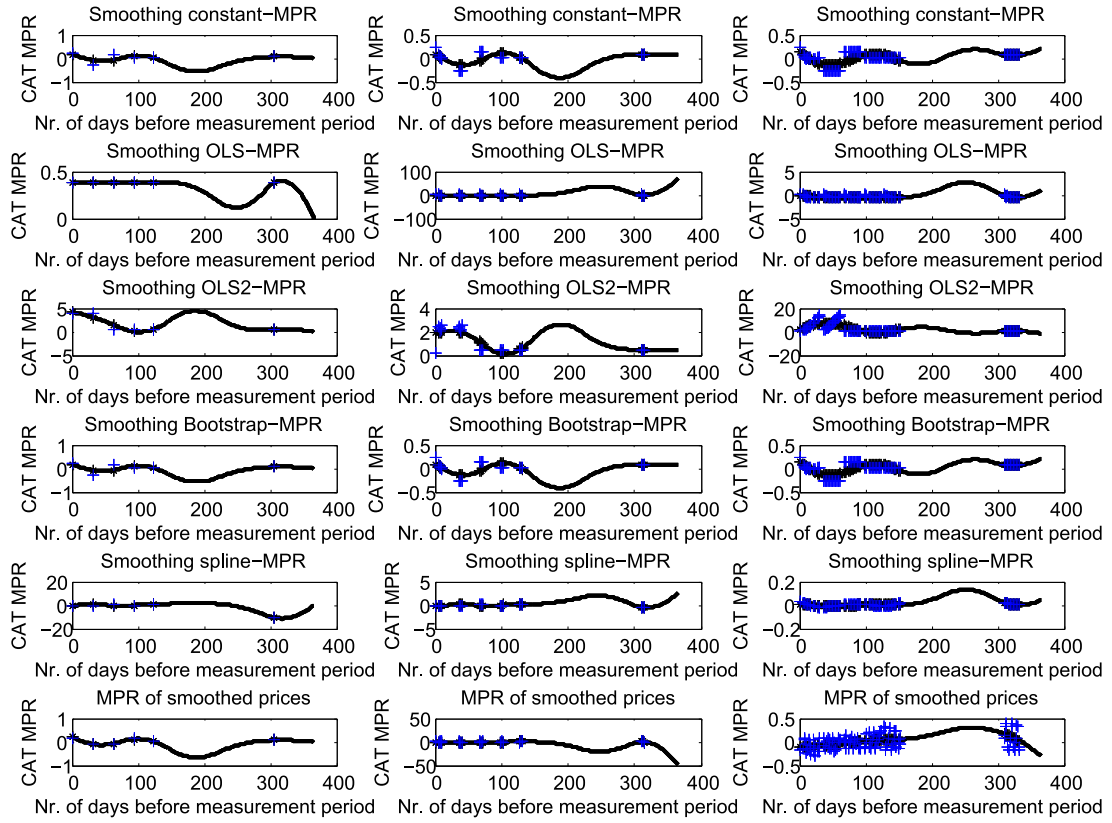 Smoothing constant−MPR
Smoothing constant−MPR
Smoothing constant−MPR
CAT MPR
1
0
−1
0 100 200 300 400
Nr. of days before measurement period
CAT MPR
0.5
0
−0.5
0 100 200 300 400
Nr. of days before measurement period
CAT MPR
0.5
0
−0.5
0 100 200 300 400
Nr. of days before measurement period
Smoothing OLS−MPR
Smoothing OLS−MPR
Smoothing OLS−MPR
CAT MPR
0.5
0
0 100 200 300 400
Nr. of days before measurement period
CAT MPR
100
0
−100
0 100 200 300 400
Nr. of days before measurement period
CAT MPR
5
0
−5
0 100 200 300 400
Nr. of days before measurement period
Smoothing OLS2−MPR
Smoothing OLS2−MPR
Smoothing OLS2−MPR
CAT MPR
5
0
−5
0 100 200 300 400
Nr. of days before measurement period
CAT MPR
4
2
0
0 100 200 300 400
Nr. of days before measurement period
CAT MPR
20
0
−20
0 100 200 300 400
Nr. of days before measurement period
Smoothing Bootstrap−MPR
Smoothing Bootstrap−MPR
Smoothing Bootstrap−MPR
CAT MPR
1
0
−1
0 100 200 300 400
Nr. of days before measurement period
CAT MPR
0.5
0
−0.5
0 100 200 300 400
Nr. of days before measurement period
CAT MPR
0.5
0
−0.5
0 100 200 300 400
Nr. of days before measurement period
Smoothing spline−MPR
Smoothing spline−MPR
Smoothing spline−MPR
CAT MPR
20
0
−20
0 100 200 300 400
Nr. of days before measurement period
CAT MPR
5
0
−5
0 100 200 300 400
Nr. of days before measurement period
CAT MPR
0.2
0
−0.2
0 100 200 300 400
Nr. of days before measurement period
MPR of smoothed prices
MPR of smoothed prices
MPR of smoothed prices
CAT MPR
1
0
−1
0 100 200 300 400
Nr. of days before measurement period
CAT MPR
50
0
−50
0 100 200 300 400
Nr. of days before measurement period
CAT MPR
0.5
0
−0.5
0 100 200 300 400
Nr. of days before measurement period